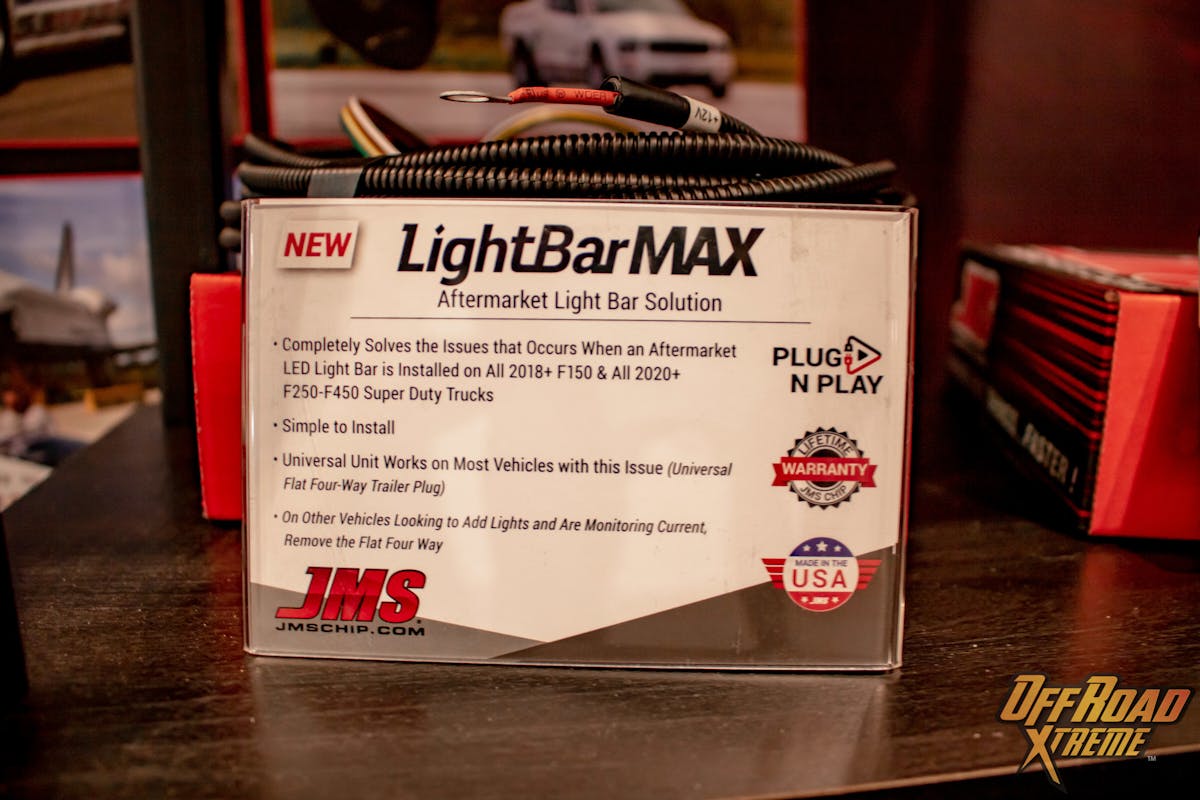 +12V
NEW
LightBarMAX
Aftermarket Light Bar Solution
• Completely Solves the Issues that Occurs When an Aftermarket
LED Light Bar is Installed on All 2018+ F150 & All 2020+
F250-F450 Super Duty Trucks
• Simple to Install
• Universal Unit Works on Most Vehicles with this Issue (Universal
Flat Four-Way Trailer Plug)
• On Other Vehicles Looking to Add Lights and Are Monitoring Current,
Remove the Flat Four Way
PLUG
N PLAY
LIFETIME
WARRANTY
JMS CHIP
MADE IN THE
USA
JMS
JMS
JMSCHIP.COM
FASTER!
OFFROAD
XTREME
TM